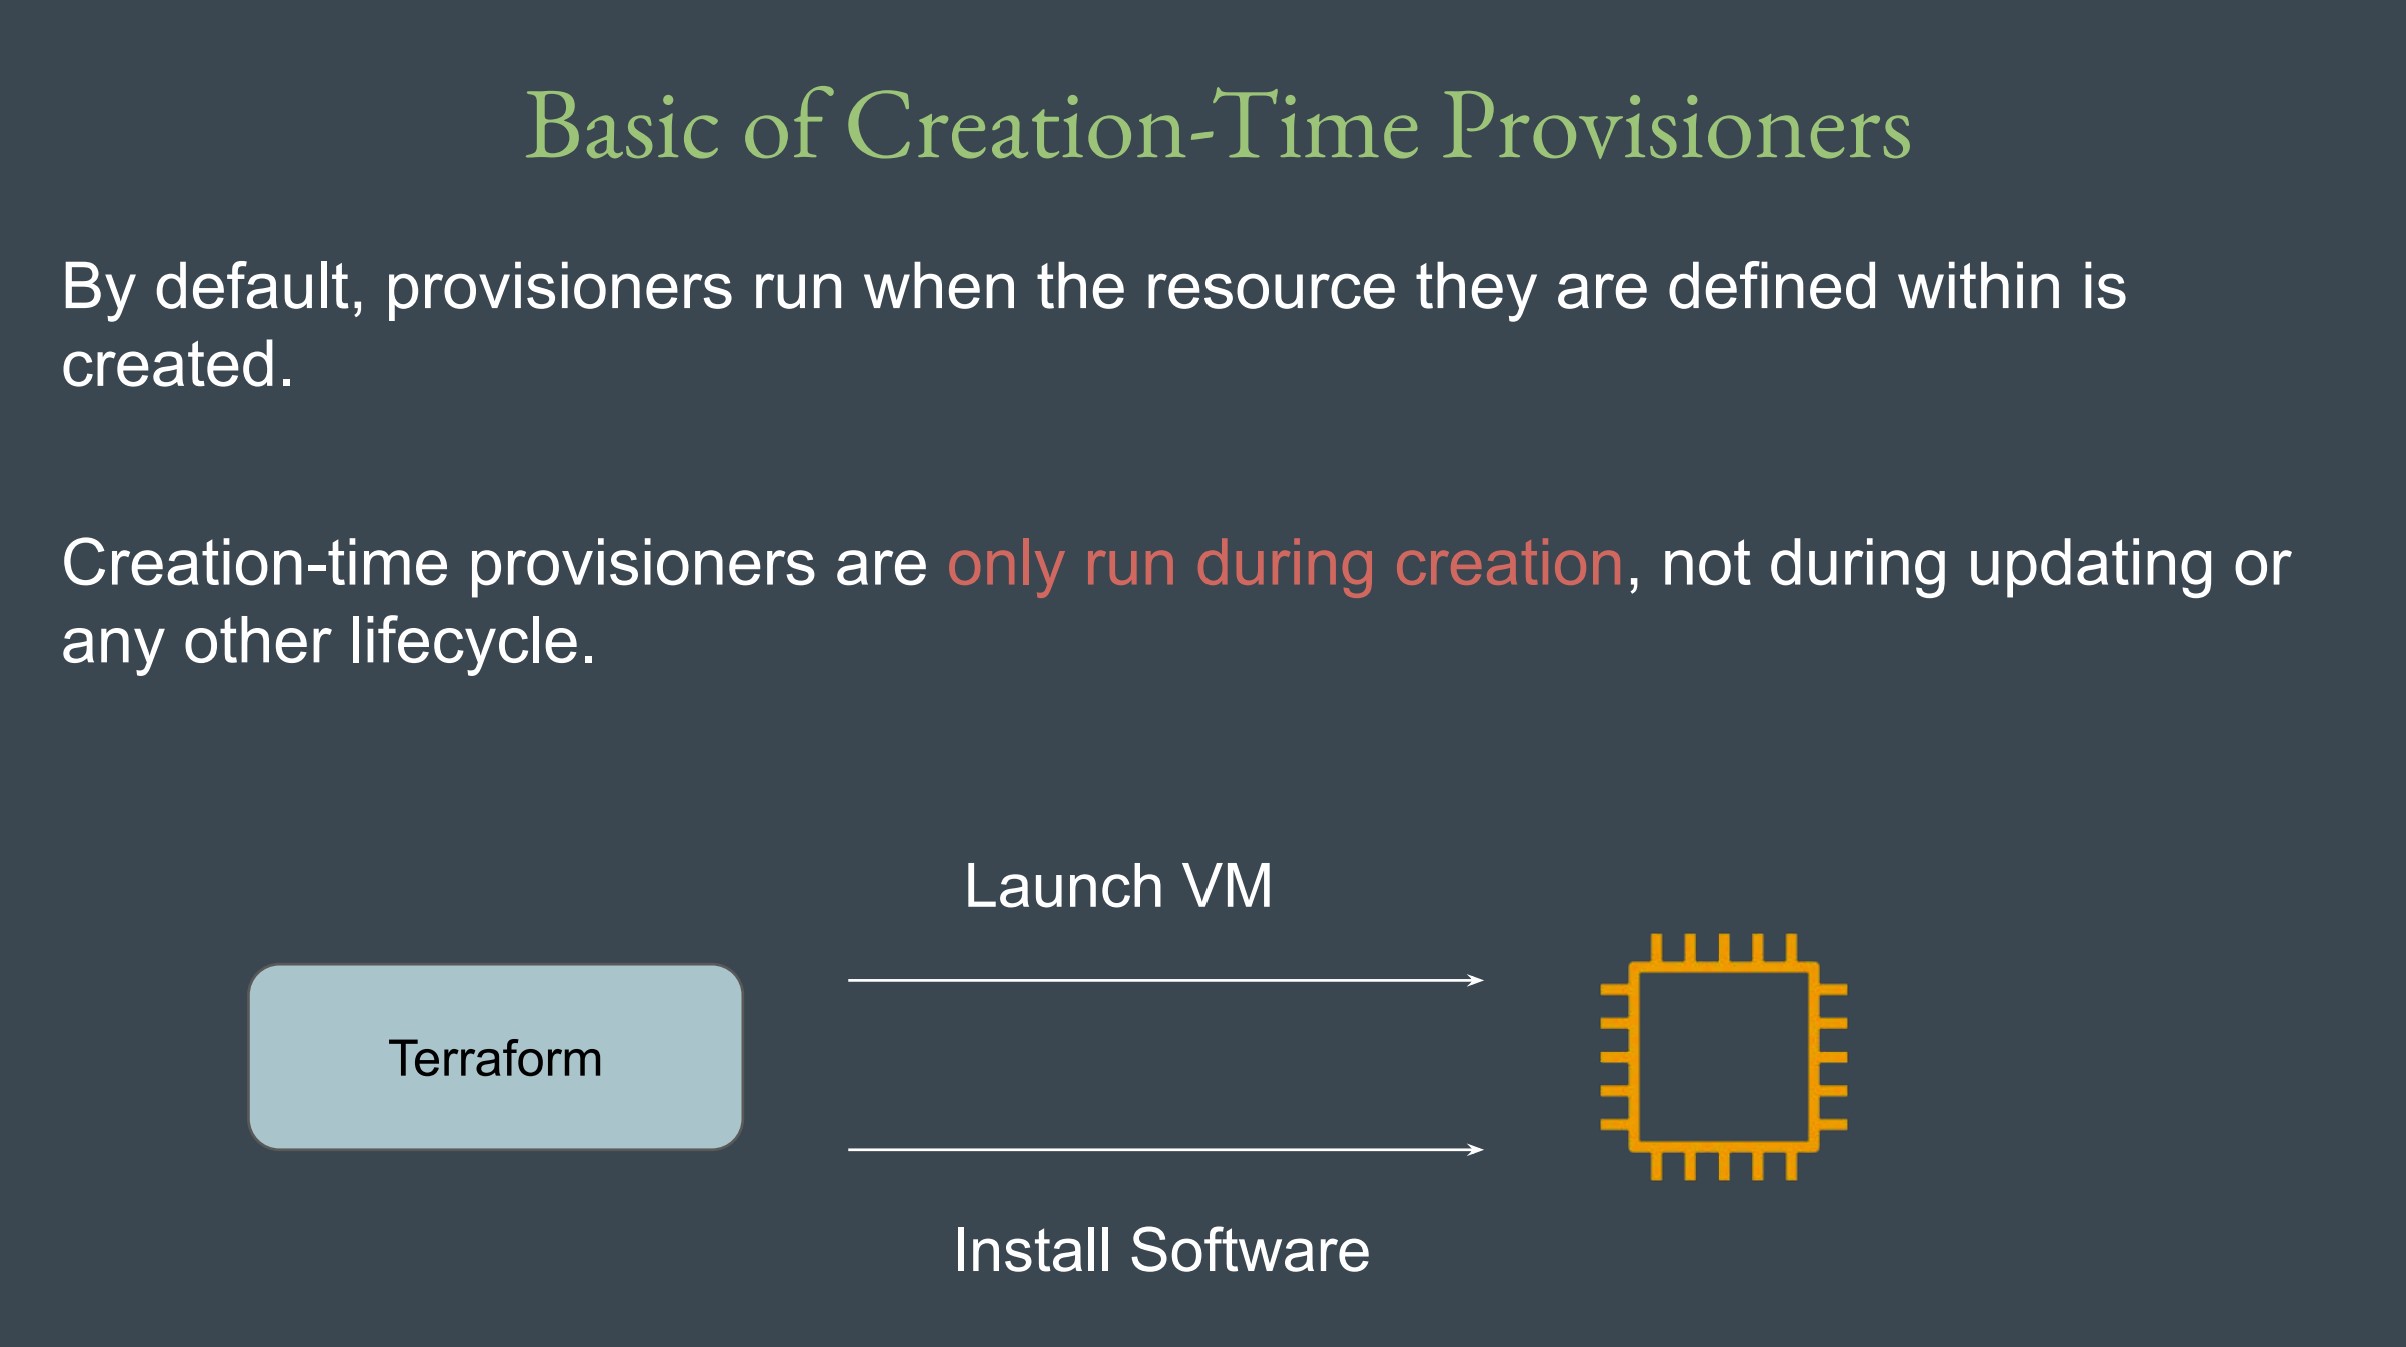 Basic of Creation-Time Provisioners
By default, provisioners run when the resource they are defined within is
created.
Creation-time provisioners are only run during creation, not during updating or
any other lifecycle.
Launch VM
Terraform
Install Software